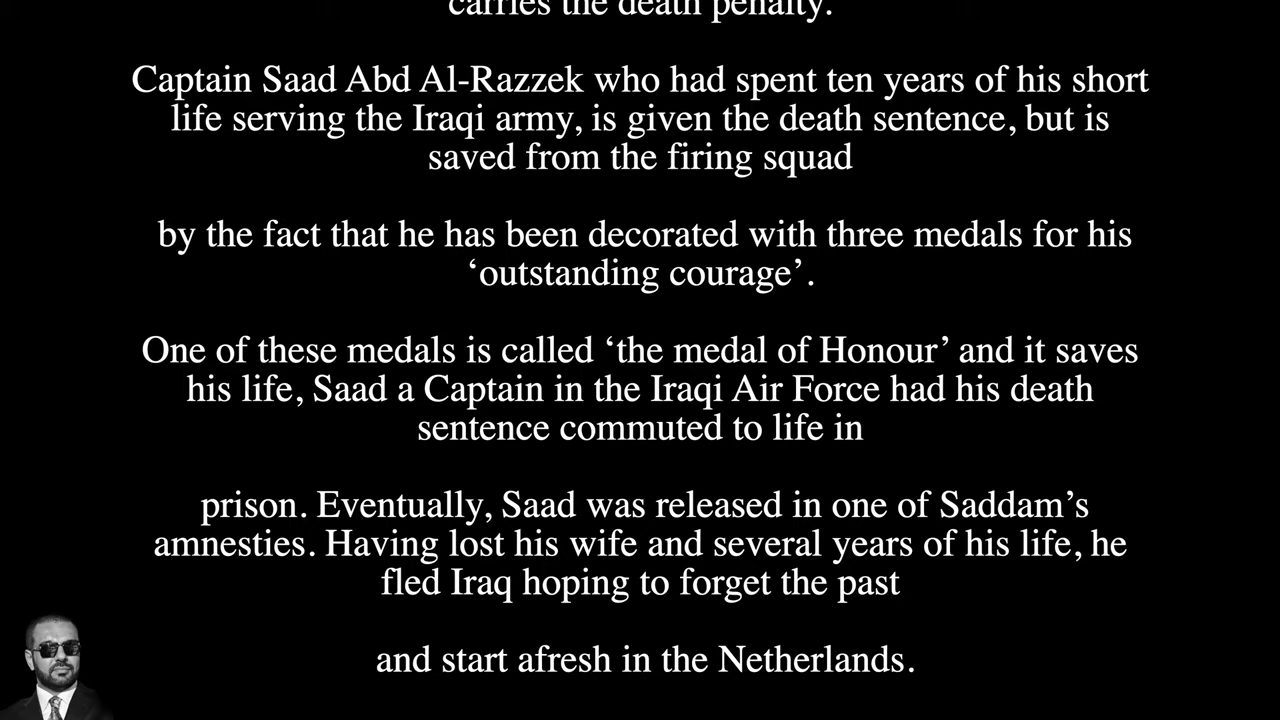 carries the death penalty.
Captain Saad Abd Al-Razzek who had spent ten years of his short
life serving the Iraqi army, is given the death sentence, but is
saved from the firing squad
by the fact that he has been decorated with three medals for his
‘outstanding courage’.
One of these medals is called ‘the medal of Honour’ and it saves
his life, Saad a Captain in the Iraqi Air Force had his death
sentence commuted to life in
prison. Eventually, Saad was released in one of Saddam’s
amnesties. Having lost his wife and several years of his life, he
fled Iraq hoping to forget the past
and start afresh in the Netherlands.